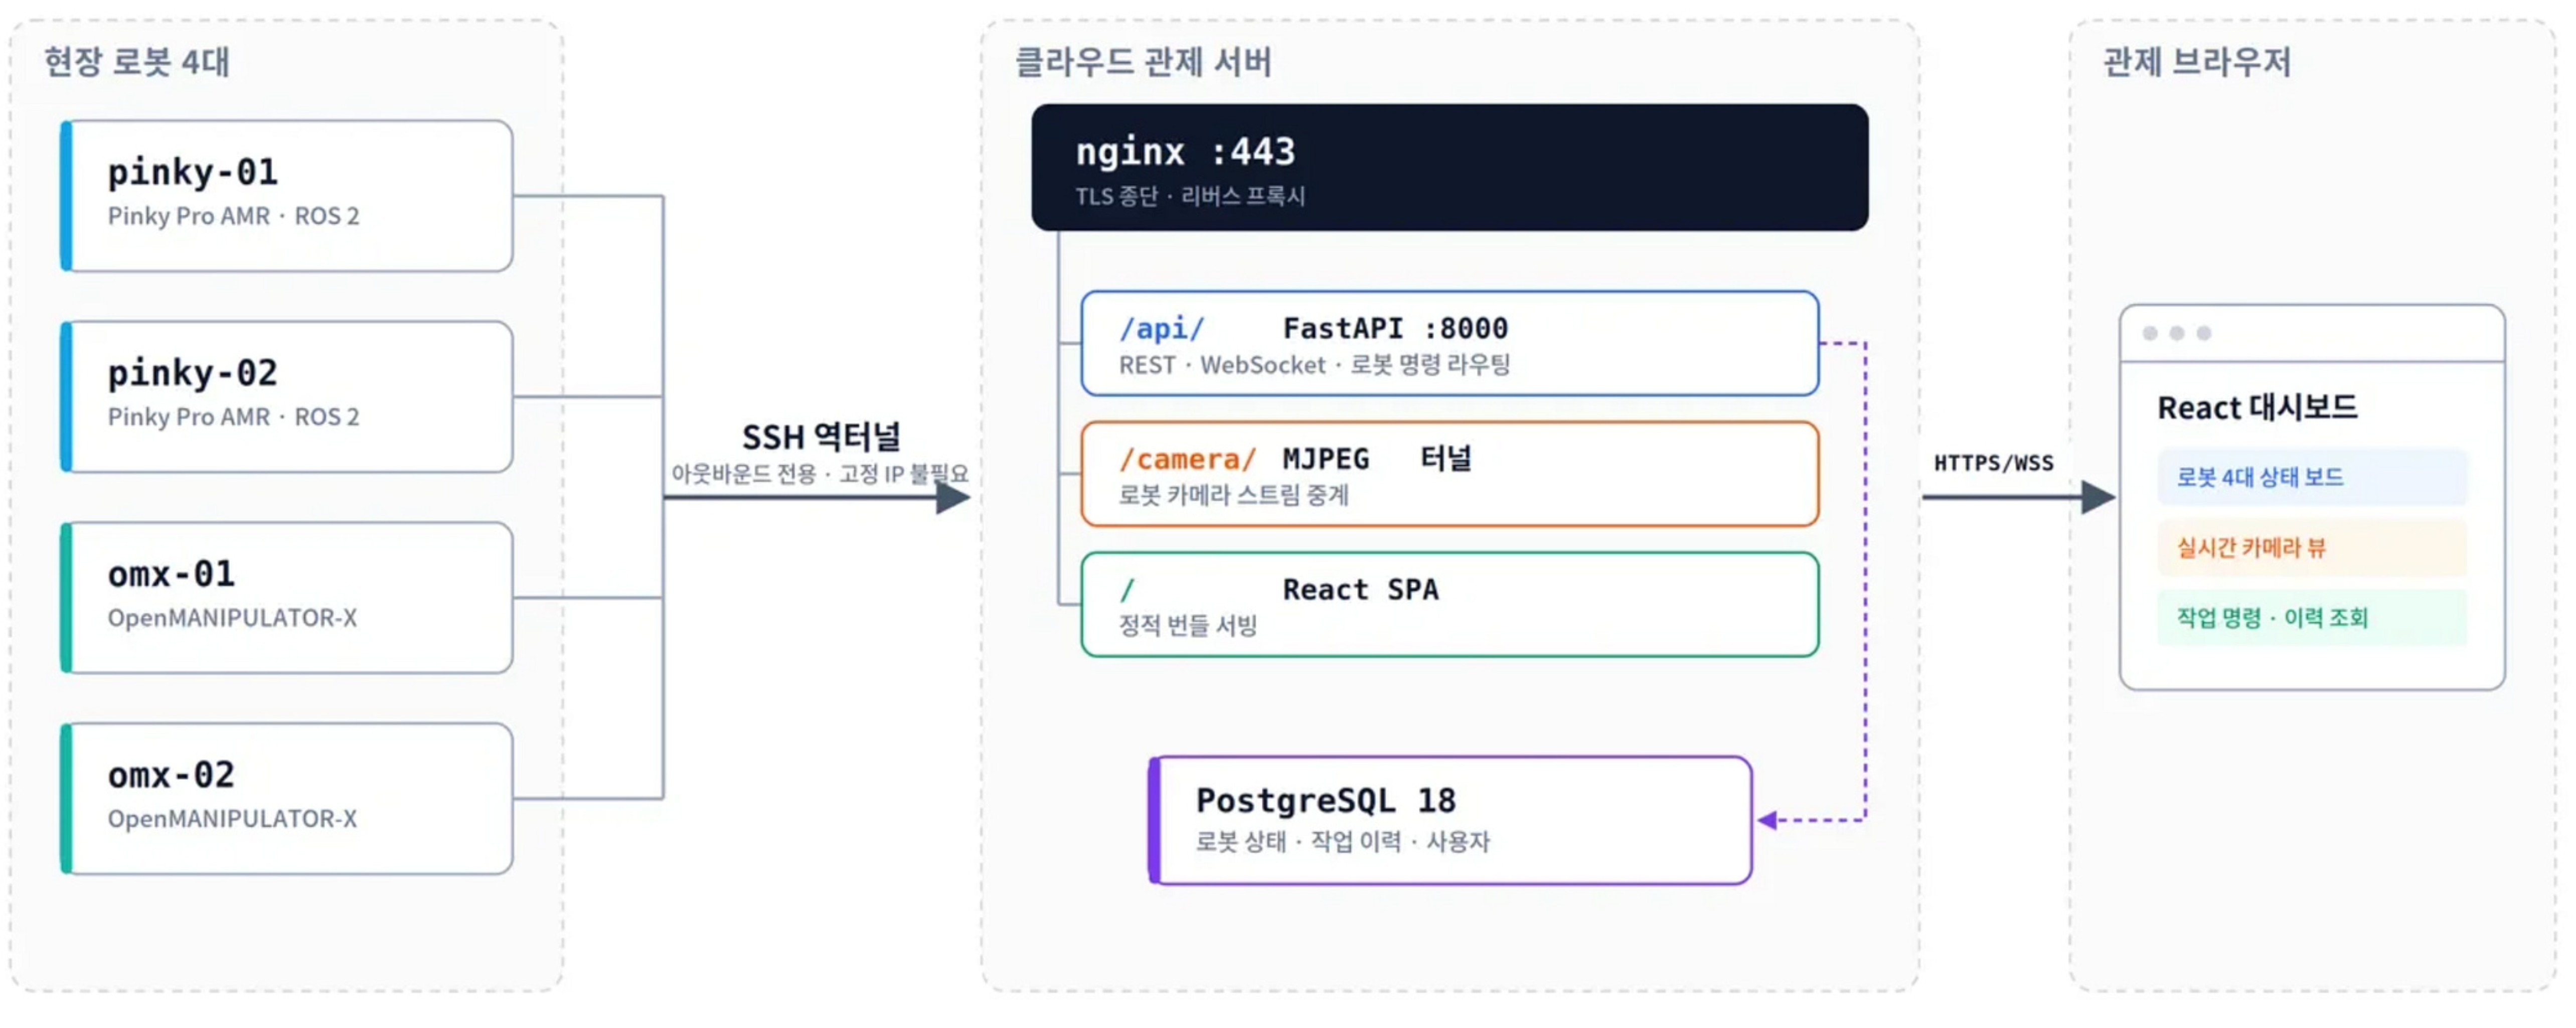 현장 로봇 4대
pinky-01
Pinky Pro AMR · ROS 2
pinky-02
Pinky Pro AMR · ROS 2
omx-01
OpenMANIPULATOR-X
omx-02
OpenMANIPULATOR-X
SSH 역터널
아웃바운드 전용 · 고정 IP 불필요
클라우드 관제 서버
nginx :443
TLS 종단 · 리버스 프록시
/api/ FastAPI :8000
REST · WebSocket · 로봇 명령 라우팅
/camera/ MJPEG 터널
로봇 카메라 스트림 중계
/ React SPA
정적 번들 서빙
PostgreSQL 18
로봇 상태 · 작업 이력 · 사용자
HTTPS/WSS
관제 브라우저
React 대시보드
로봇 4대 상태 보드
실시간 카메라 뷰
작업 명령 · 이력 조회